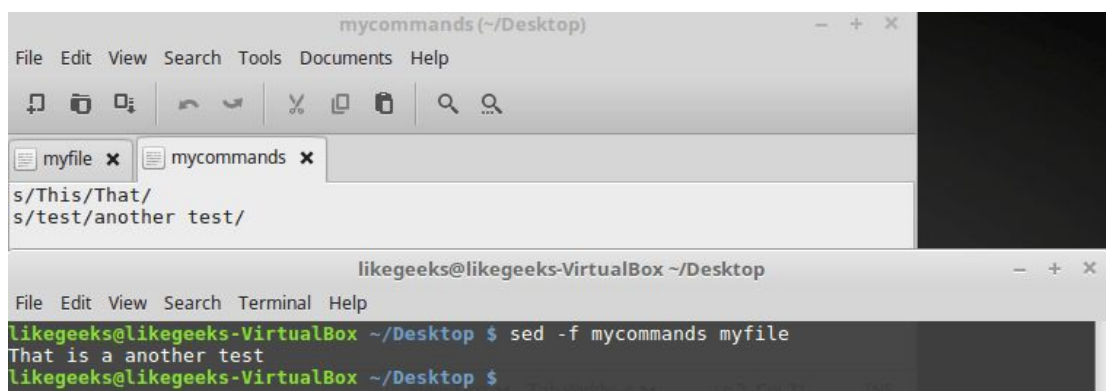 mycommands (~/Desktop)
File Edit View Search Tools Documents Help
myfile mycommands
s/This/That/
s/test/another test/
likegeeks@likegeeks-VirtualBox ~/Desktop
File Edit View Search Terminal Help
likegeeks@likegeeks-VirtualBox ~/Desktop $ sed -f mycommands myfile
That is a another test
likegeeks@likegeeks-VirtualBox ~/Desktop $